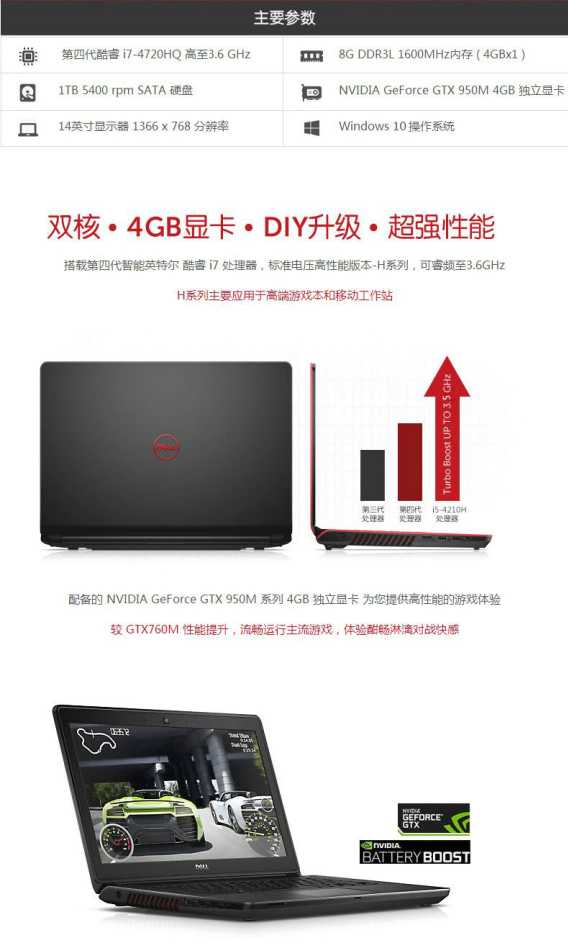 主要参数
第四代酷睿 i7-4720HQ 高至3.6 GHz
8G DDR3L 1600MHz内存 ( 4GBx1 )
1TB 5400 rpm SATA 硬盘
NVIDIA GeForce GTX 950M 4GB 独立显卡
14英寸显示器 1366 x 768 分辨率
Windows 10 操作系统
双核 • 4GB显卡 • DIY升级 • 超强性能
搭载第四代智能英特尔 酷睿 i7 处理器，标准电压高性能版本-H系列，可睿频至3.6GHz
H系列主要应用于高端游戏本和移动工作站
DELL
Turbo Boost UP TO 3.5 GHz
第三代
处理器
第四代
处理器
i5-4210H
处理器
配备的 NVIDIA GeForce GTX 950M 系列 4GB 独立显卡 为您提供高性能的游戏体验
较 GTX760M 性能提升，流畅运行主流游戏，体验酣畅淋漓对战快感
DELL
NVIDIA
GEFORCE
GTX
NVIDIA
BATTERY BOOST